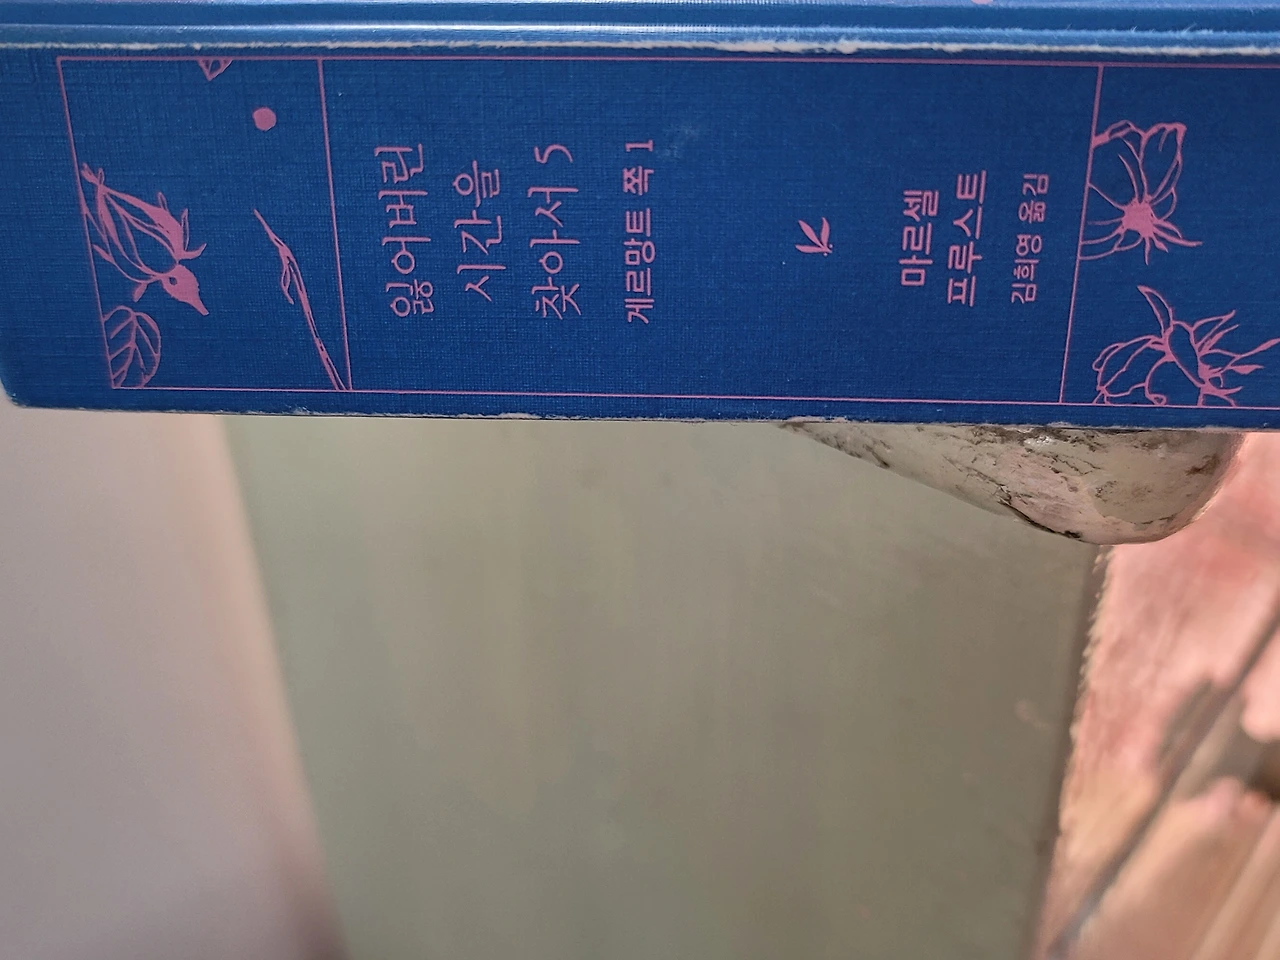 잃어버린
시간을
찾아서 5
게르망트 쪽 1
마르셀
프루스트
김희영 옮김